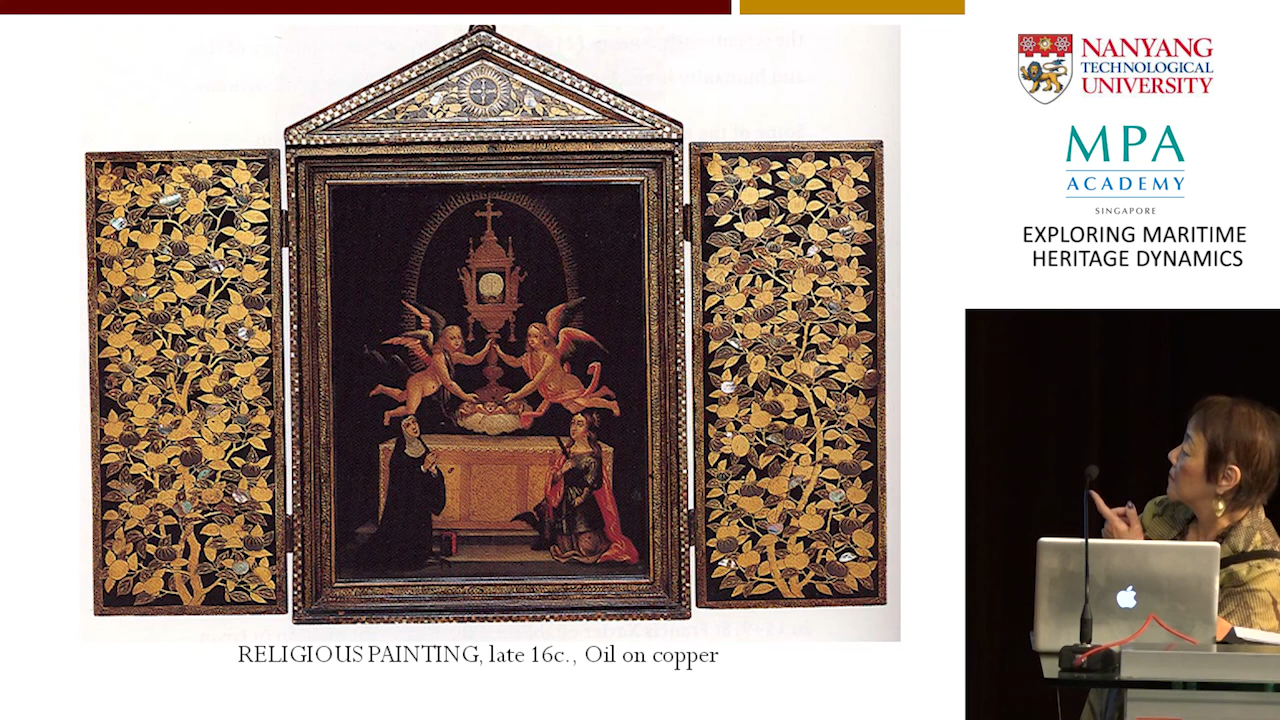 NANYANG
TECHNOLOGICAL
UNIVERSITY
MPA
ACADEMY
SINGAPORE
EXPLORING MARITIME
HERITAGE DYNAMICS
RELIGIOUS PAINTING, late 16c., Oil on copper